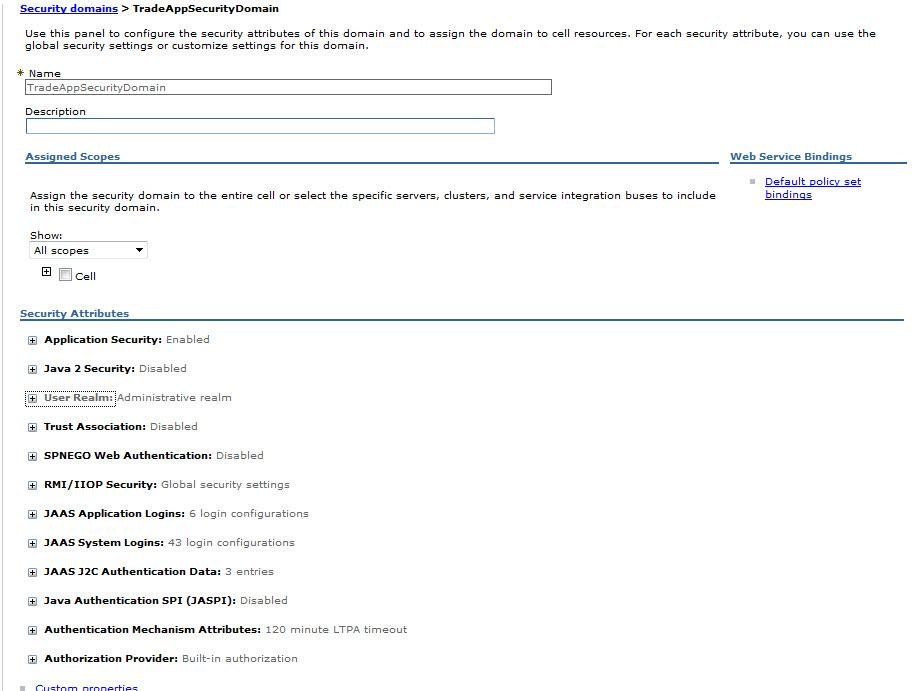 Security domains > TradeAppSecurityDomain
Use this panel to configure the security attributes of this domain and to assign the domain to cell resources. For each security attribute, you can use the
global security settings or customize settings for this domain.
* Name
TradeAppSecurityDomain
Description
Assigned Scopes
Assign the security domain to the entire cell or select the specific servers, clusters, and service integration buses to include
in this security domain.
Show:
All scopes
Cell
Web Service Bindings
Default policy set
bindings
Security Attributes
Application Security: Enabled
Java 2 Security: Disabled
User Realm: Administrative realm
Trust Association: Disabled
SPNEGO Web Authentication: Disabled
RMI/IIOP Security: Global security settings
JAAS Application Logins: 6 login configurations
JAAS System Logins: 43 login configurations
JAAS J2C Authentication Data: 3 entries
Java Authentication SPI (JASPI): Disabled
Authentication Mechanism Attributes: 120 minute LTPA timeout
Authorization Provider: Built-in authorization
Custom properties